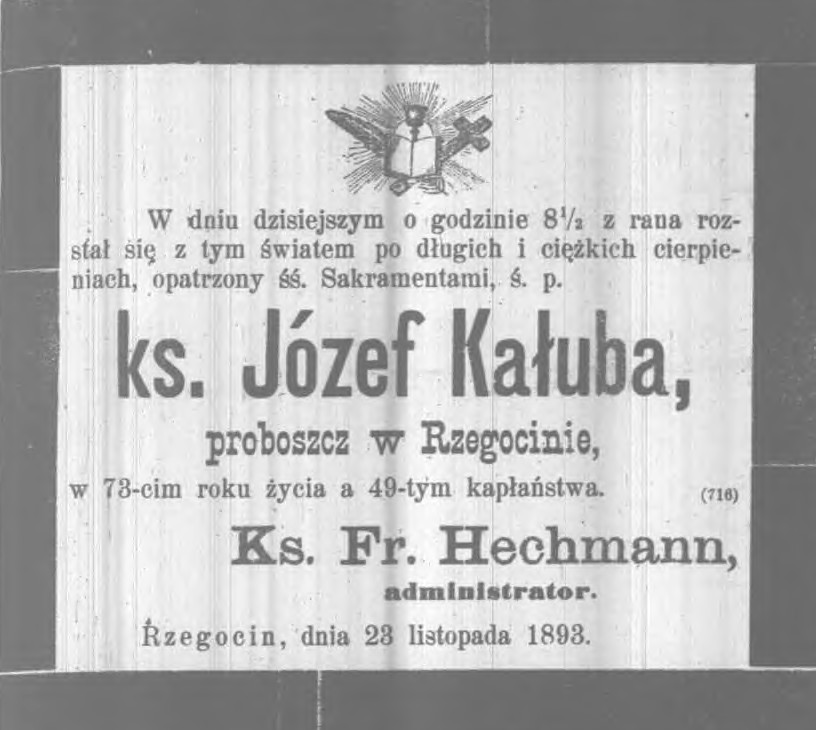 W dniu dzisiejszym o godzinie 8½ z rana roz-
stał się z tym światem po długich i ciężkich cierpie-
niach, opatrzony śś. Sakramentami, ś. p.
ks. Józef Kałuba,
proboszcz w Rzegocinie,
w 73-cim roku życia a 49-tym kapłaństwa. (716)
Ks. Fr. Hechmann,
administrator.
Rzegocin, dnia 23 listopada 1893.